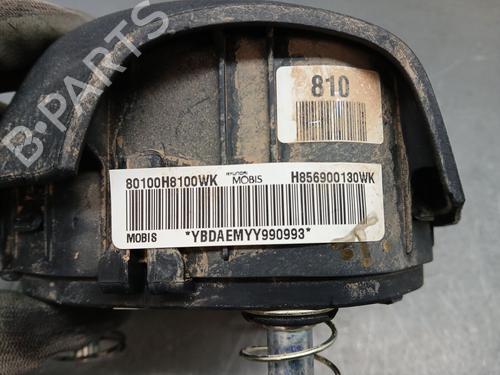 B-PARTS
810
80100H8100WK HYUNDAI MOBIS H856900130WK
MOBIS *YBDAEMYY990993*